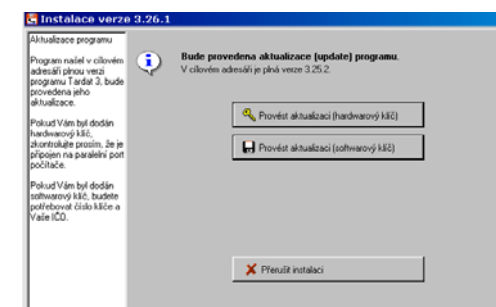 Instalace verze 3.26.1
Aktualizace programu
Program našel v cílovém
adresáři plnou verzi
programu Tardat 3, bude
provedena jeho
aktualizace.
Pokud Vám byl dodán
hardwarový klíč,
zkontrolujte prosím, že je
připojen na paralelní port
počítače.
Pokud Vám byl dodán
softwarový klíč, budete
potřebovat číslo klíče a
Vaše IČO.
Bude provedena aktualizace (update) programu.
V cílovém adresáři je plná verze 3.25.2.
Provést aktualizaci (hardwarový klíč)
Provést aktualizaci (softwarový klíč)
Přerušit instalaci